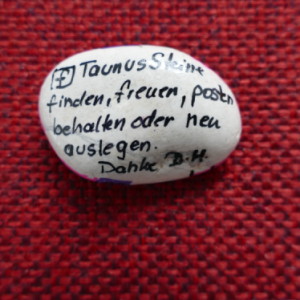 f TaunusSteine
finden, freuen, posten
behalten oder neu
auslegen.
Danke B.H.